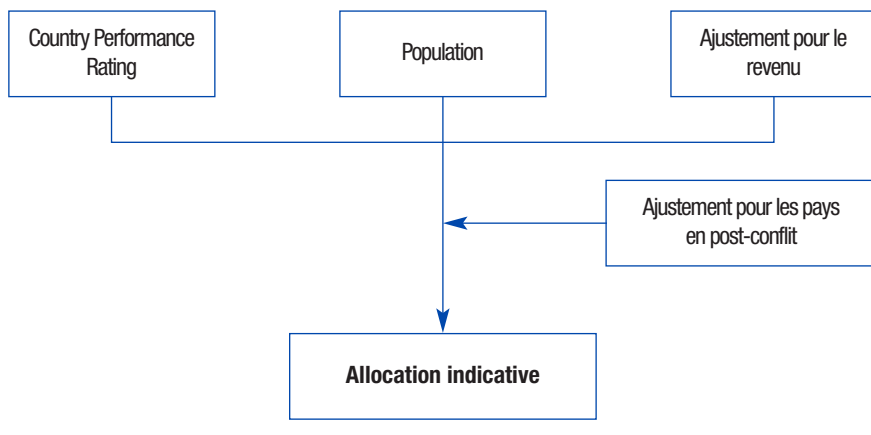 Country Performance
Rating
Population
Ajustement pour le
revenu
Ajustement pour les pays
en post-conflit
Allocation indicative